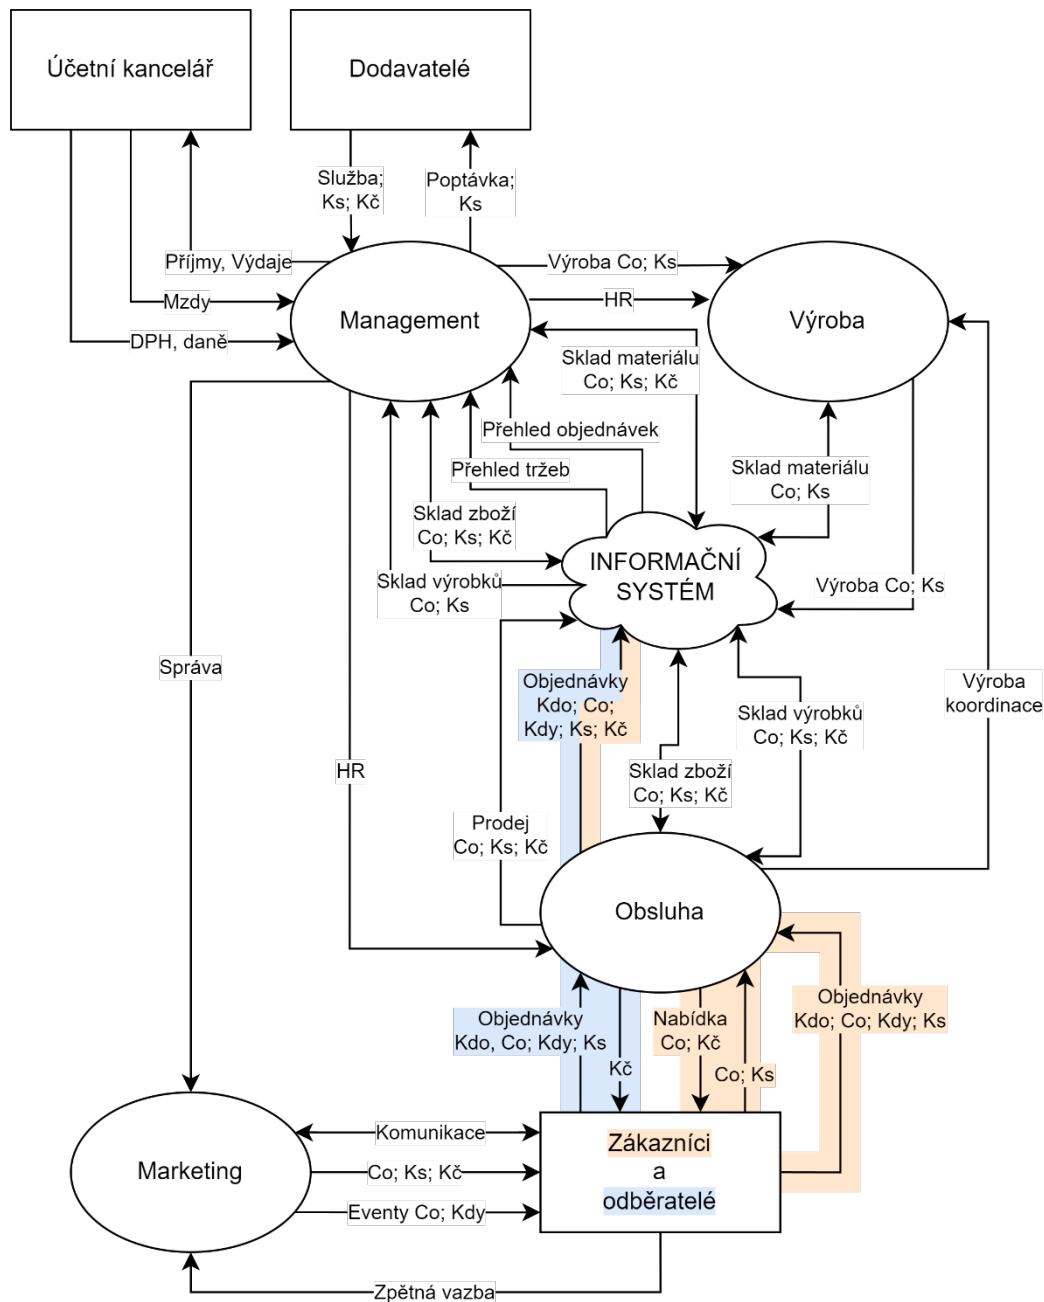 Účetní kancelář
Dodavatelé
Služba;
Ks; Kč
Poptávka;
Ks
Příjmy, Výdaje
Mzdy
DPH, daně
Management
Výroba Co; Ks
HR
Výroba
Sklad materiálu
Co; Ks; Kč
Přehled objednávek
Přehled tržeb
Sklad materiálu
Co; Ks
Sklad zboží
Co; Ks; Kč
INFORMAČNÍ
SYSTÉM
Sklad výrobků
Co; Ks
Výroba Co; Ks
Správa
Objednávky
Kdo; Co;
Kdy; Ks; Kč
Výroba
koordinace
Sklad výrobků
Co; Ks; Kč
HR
Sklad zboží
Co; Ks; Kč
Prodej
Co; Ks; Kč
Obsluha
Objednávky
Kdo, Co; Kdy; Ks
Kč
Nabídka
Co; Kč
Co; Ks
Objednávky
Kdo; Co; Kdy; Ks
Marketing
Komunikace
Co; Ks; Kč
Eventy Co; Kdy
Zákazníci
a
odběratelé
Zpětná vazba